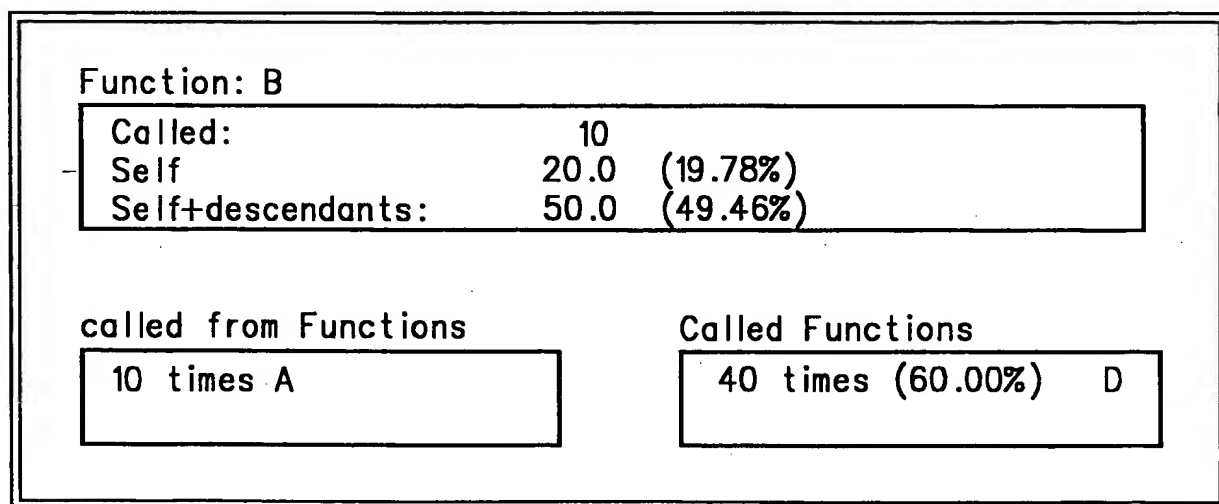 Function: B
Called: 10
Self 20.0 (19.78%)
Self+descendants: 50.0 (49.46%)
called from Functions
10 times A
Called Functions
40 times (60.00%) D